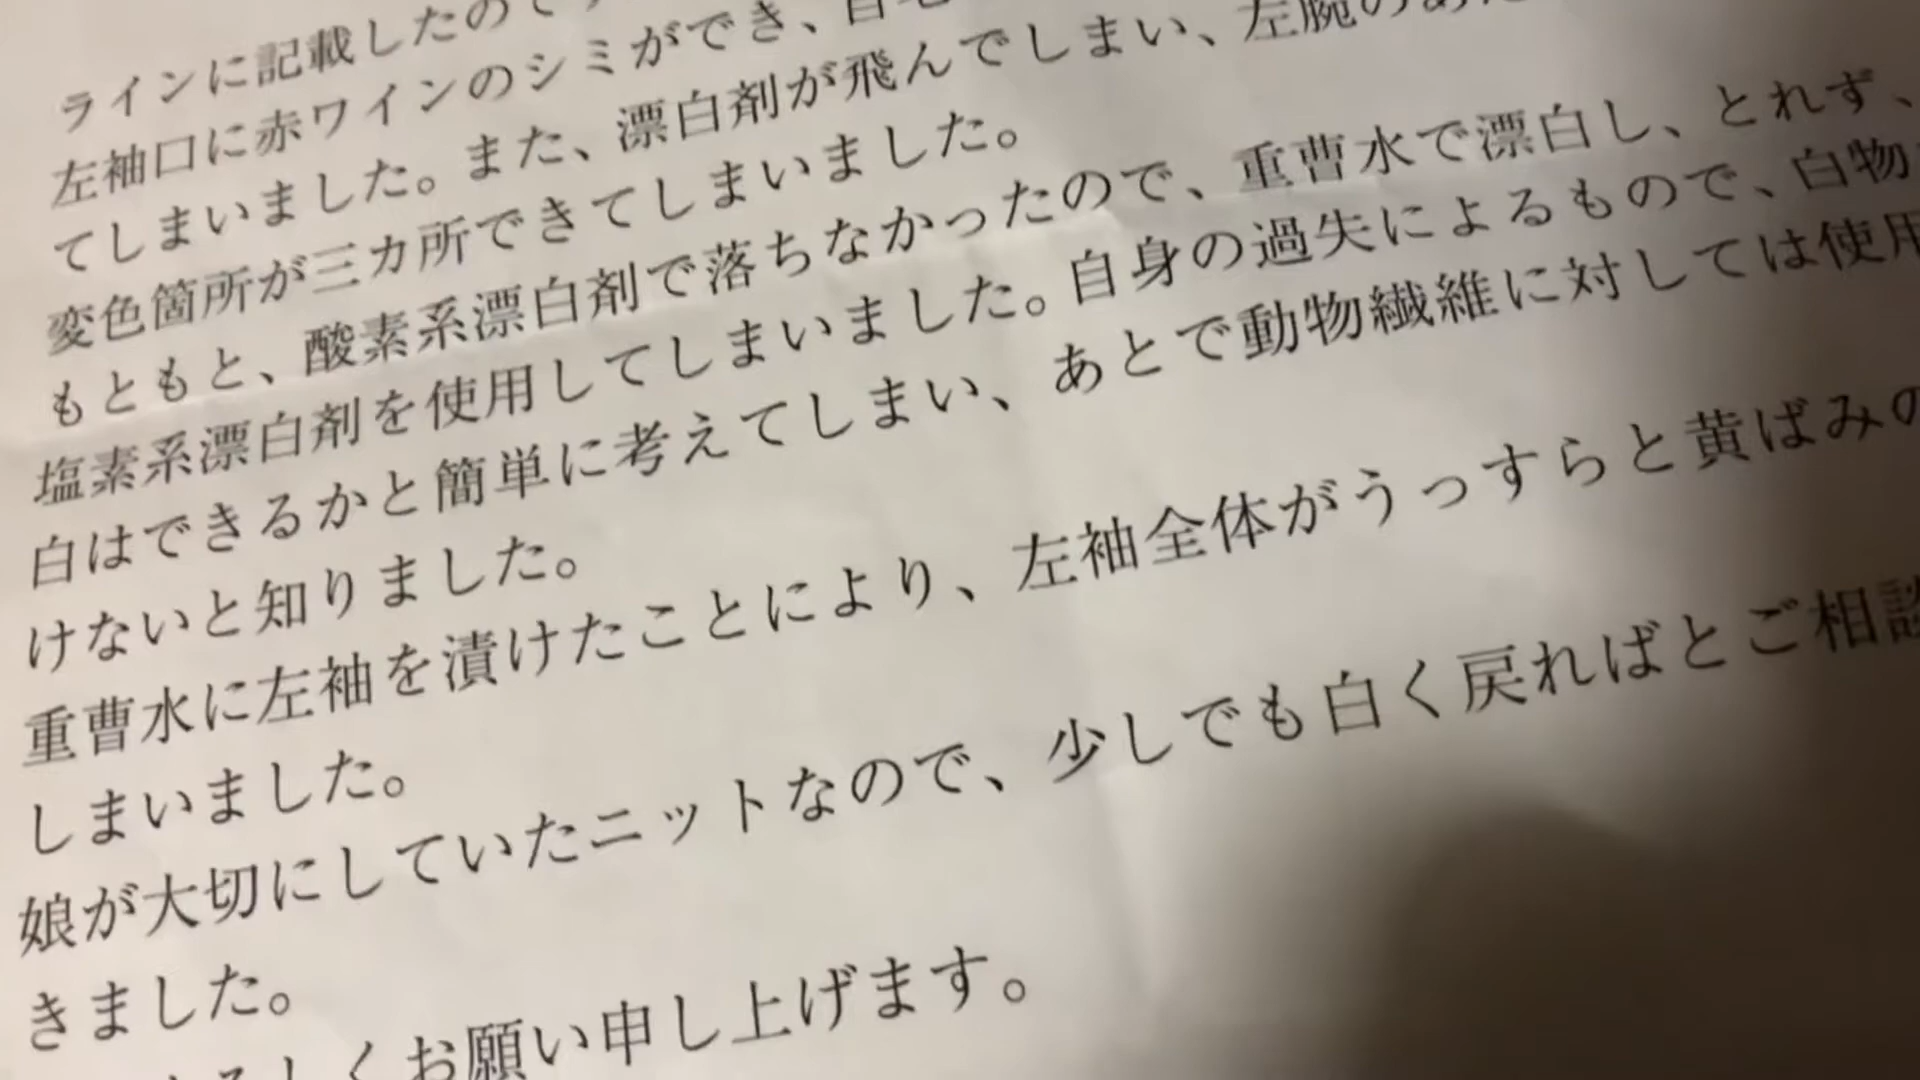 ラインに記載したので
左袖口に赤ワインのシミができ、自宅
てしまいました。また、漂白剤が飛んでしまい、左腕のあた
変色箇所が三カ所できてしまいました。
もともと、酸素系漂白剤で落ちなかったので、重曹水で漂白し、とれず、
塩素系漂白剤を使用してしまいました。自身の過失によるもので、白物
白はできるかと簡単に考えてしまい、あとで動物繊維に対しては使用
けないと知りました。
重曹水に左袖を漬けたことにより、左袖全体がうっすらと黄ばみの
しまいました。
娘が大切にしていたニットなので、少しでも白く戻ればとご相談
きました。
よろしくお願い申し上げます。